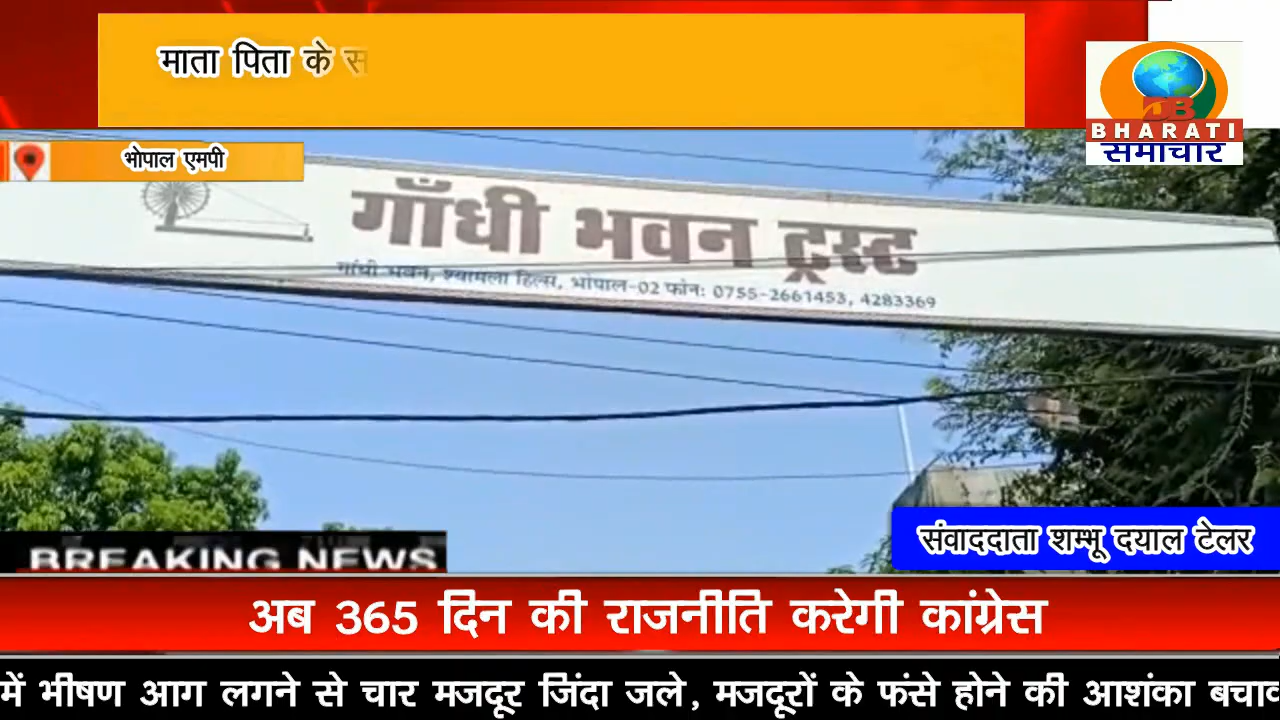 माता पिता के
DB
BHARATI
समाचार
भोपाल एमपी
गाँधी भवन ट्रस्ट
गांधी भवन, श्यामला हिल्स, भोपाल-02 फोन: 0755-2661453, 4283369
BREAKING NEWS
संवाददाता शम्भू दयाल टेलर
अब 365 दिन की राजनीति करेगी कांग्रेस
में भीषण आग लगने से चार मजदूर जिंदा जले, मजदूरों के फंसे होने की आशंका